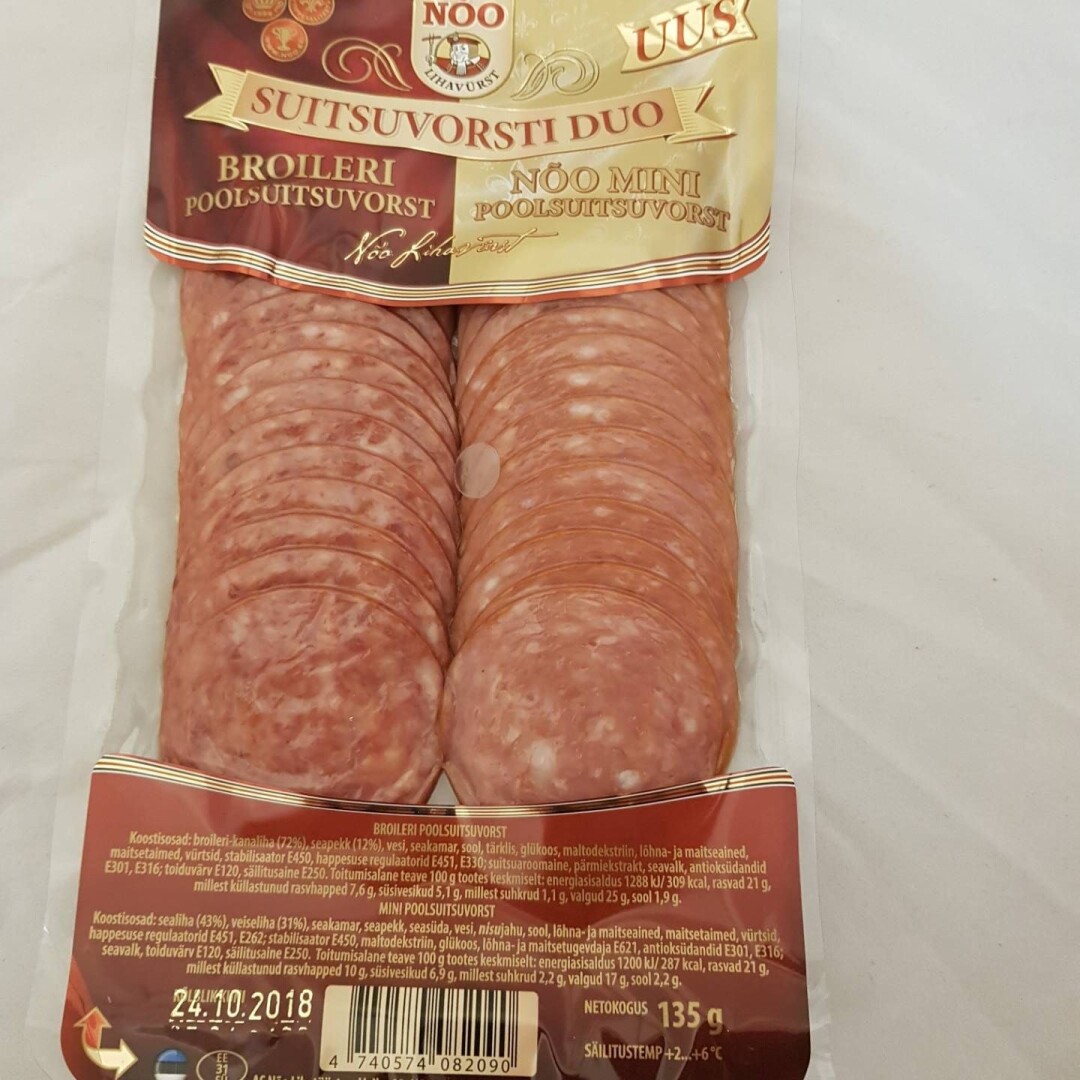 NÕO
LIHAVÜRST
UUS
SUITSUVORSTI DUO
BROILERI
POOLSUITSUVORST
NÕO MINI
POOLSUITSUVORST
Nõo Lihavürst
BROILERI POOLSUITSUVORST
Koostisosad: broileri-kanaliha (72%), seapekk (12%), vesi, seakamar, sool, tärklis, glükoos, maltodekstriin, lõhna- ja maitseained,
maitsetaimed, vürtsid, stabilisaator E450, happesuse regulaatorid E451, E330; suitsuaroomaine, pärmiekstrakt, seavalk, antioksüdandid
E301, E316; toiduvärv E120, säilitusaine E250. Toitumisalane teave 100 g tootes keskmiselt: energiasisaldus 1288 kJ/ 309 kcal, rasvad 21 g,
millest küllastunud rasvhapped 7,6 g, süsivesikud 5,1 g, millest suhkrud 1,1 g, valgud 25 g, sool 1,9 g.
MINI POOLSUITSUVORST
Koostisosad: sealiha (43%), veiseliha (31%), seakamar, seapekk, seasüda, vesi, nisujahu, sool, lõhna- ja maitseained, maitsetaimed, vürtsid,
happesuse regulaatorid E451, E262; stabilisaator E450, maltodekstriin, glükoos, lõhna- ja maitsetugevdaja E621, antioksüdandid E301, E316;
seavalk, toiduvärv E120, säilitusaine E250. Toitumisalane teave 100 g tootes keskmiselt: energiasisaldus 1200 kJ/ 287 kcal, rasvad 21 g,
millest küllastunud rasvhapped 10 g, süsivesikud 6,9 g, millest suhkrud 2,2 g, valgud 17 g, sool 2,2 g.
24.10.2018
4 740574 082090
NETOKOGUS 135 g
SÄILITUSTEMP +2...+6°C
EE
31